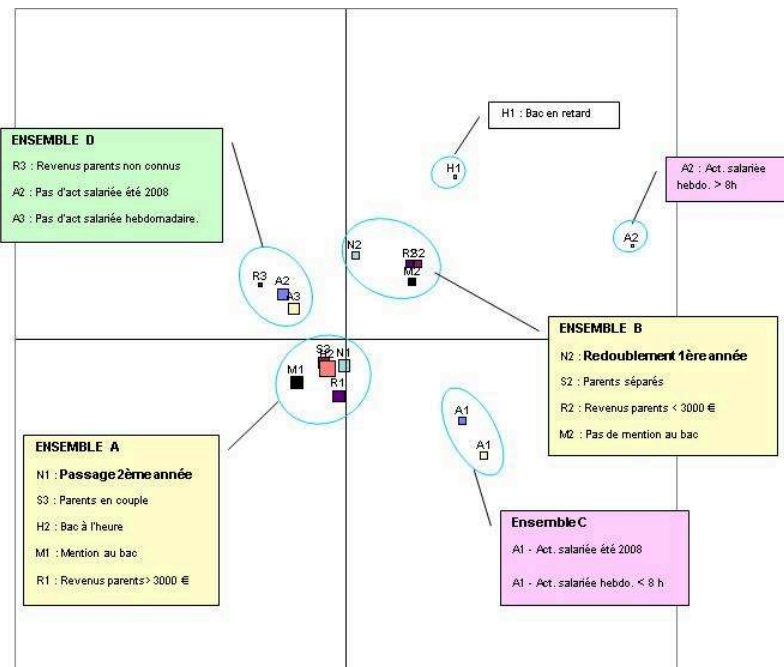 H1 : Bac en retard
ENSEMBLE D
R3 : Revenus parents non connus
A2 : Pas d'act salariée été 2008
A3 : Pas d'act salariée hebdomadaire.
H1
A2 : Act. salariée
hebdo. > 8h
A2
N2
R2
S2
M2
R3
A2
A3
ENSEMBLE B
N2 : Redoublement 1ère année
S2 : Parents séparés
R2 : Revenus parents < 3000 €
M2 : Pas de mention au bac
S3
H2
N1
M1
R1
A1
A1
ENSEMBLE A
N1 : Passage 2ème année
S3 : Parents en couple
H2 : Bac à l'heure
M1 : Mention au bac
R1 : Revenus parents > 3000 €
Ensemble C
A1 - Act. salariée été 2008
A1 - Act. salariée hebdo. < 8 h